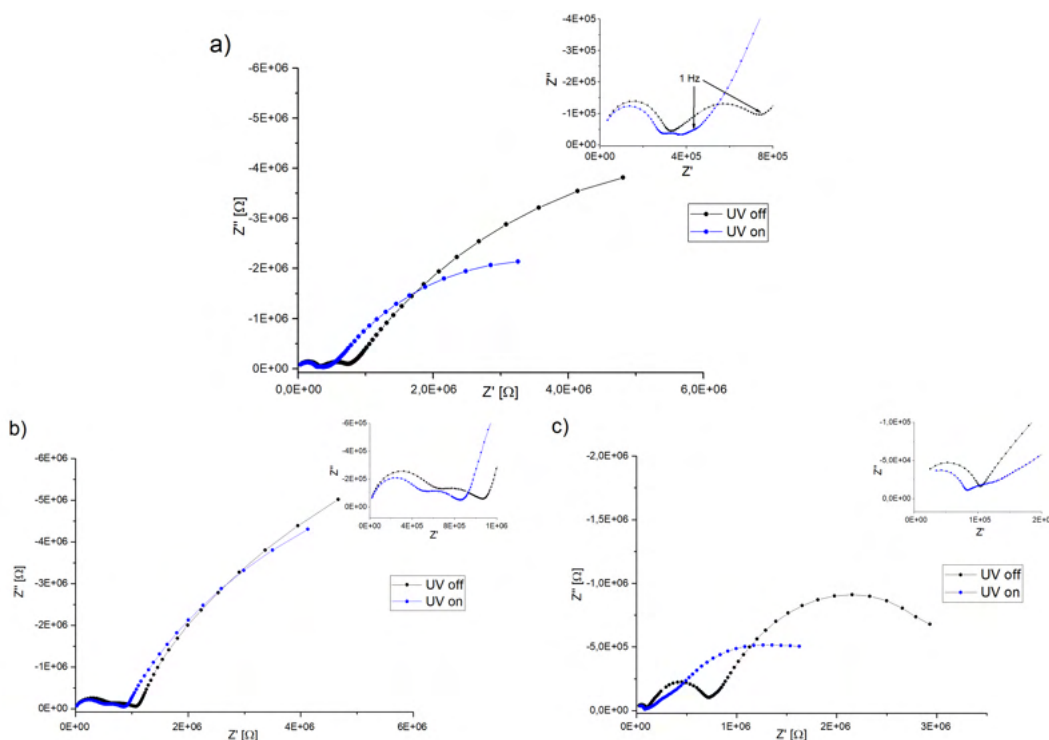 a)
-6E+06
-5E+06
-4E+06
-3E+06
-2E+06
-1E+06
0E+00
Z'' [Ω]
0,0E+00
2,0E+06
4,0E+06
6,0E+06
Z' [Ω]
-4E+05
-3E+05
-2E+05
-1E+05
0E+00
Z''
1 Hz
0E+00
4E+05
8E+05
Z'
UV off
UV on
b)
-6E+06
-5E+06
-4E+06
-3E+06
-2E+06
-1E+06
0E+00
Z'' [Ω]
0E+00
2E+06
4E+06
6E+06
Z' [Ω]
-6E+05
-4E+05
-2E+05
0E+00
Z''
0E+00
4E+05
8E+05
1E+06
Z'
UV off
UV on
c)
-2,0E+06
-1,5E+06
-1,0E+06
-5,0E+05
0,0E+00
Z'' [Ω]
0E+00
1E+06
2E+06
3E+06
Z' [Ω]
-1,0E+05
-5,0E+04
0,0E+00
Z''
0E+00
1E+05
2E+0
Z'
UV off
UV on